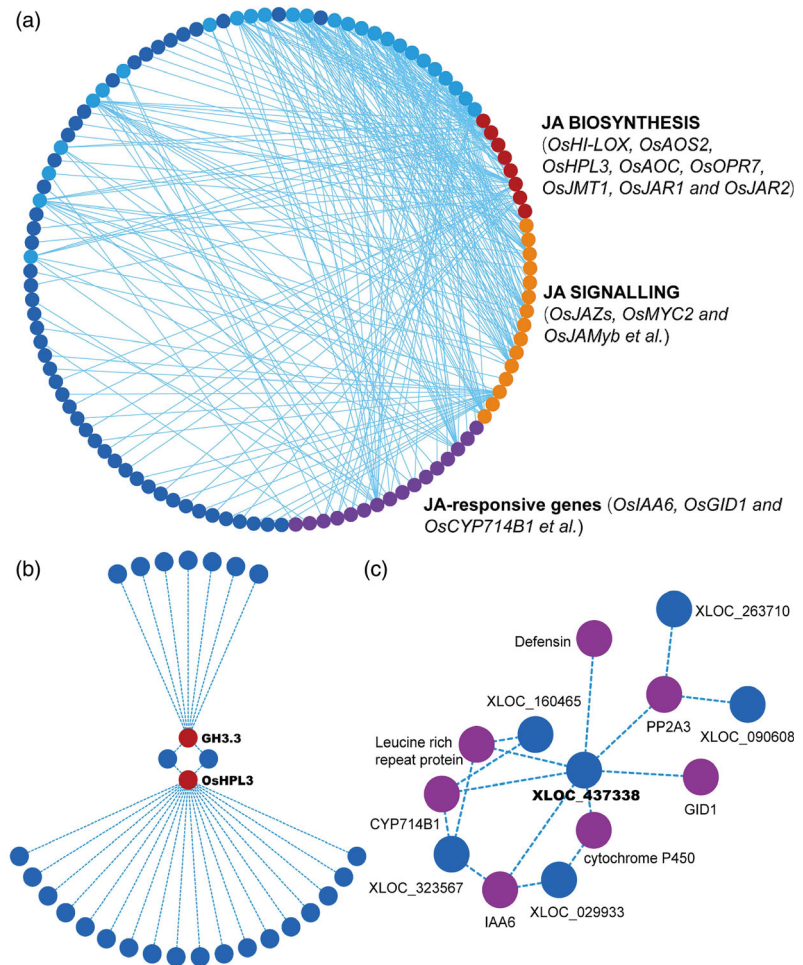 (a)
JA BIOSYNTHESIS
(OsHI-LOX, OsAOS2,
OsHPL3, OsAOC, OsOPR7,
OsJMT1, OsJAR1 and OsJAR2)
JA SIGNALLING
(OsJAZs, OsMYC2 and
OsJAMyb et al.)
JA-responsive genes (OsIAA6, OsGID1 and
OsCYP714B1 et al.)
(b)
GH3.3
OsHPL3
(c)
XLOC_263710
Defensin
XLOC_160465
PP2A3
XLOC_090608
Leucine rich
repeat protein
XLOC_437338
GID1
CYP714B1
cytochrome P450
XLOC_323567
IAA6
XLOC_029933